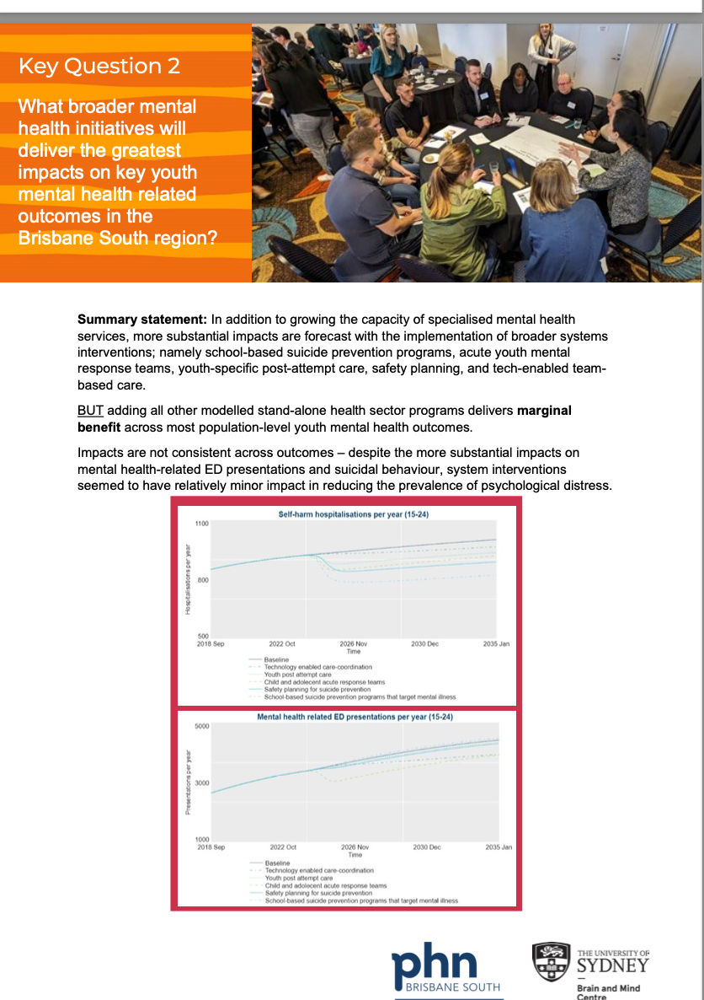 Key Question 2
What broader mental
health initiatives will
deliver the greatest
impacts on key youth
mental health related
outcomes in the
Brisbane South region?
Summary statement: In addition to growing the capacity of specialised mental health
services, more substantial impacts are forecast with the implementation of broader systems
interventions; namely school-based suicide prevention programs, acute youth mental
response teams, youth-specific post-attempt care, safety planning, and tech-enabled team-
based care.
BUT adding all other modelled stand-alone health sector programs delivers marginal
benefit across most population-level youth mental health outcomes.
Impacts are not consistent across outcomes – despite the more substantial impacts on
mental health-related ED presentations and suicidal behaviour, system interventions
seemed to have relatively minor impact in reducing the prevalence of psychological distress.
Self-harm hospitalisations per year (15-24)
1100
Hospitalisations per year
800
500
2018 Sep 2022 Oct 2026 Nov 2030 Dec 2035 Jan
Time
Baseline
Technology enabled care-coordination
Youth post attempt care
Child and adolecent acute response teams
Safety planning for suicide prevention
School-based suicide prevention programs that target mental illness
Mental health related ED presentations per year (15-24)
5000
Presentations per year
3000
1000
2018 Sep 2022 Oct 2026 Nov 2030 Dec 2035 Jan
Time
Baseline
Technology enabled care-coordination
Youth post attempt care
Child and adolecent acute response teams
Safety planning for suicide prevention
School-based suicide prevention programs that target mental illness
phn
BRISBANE SOUTH
THE UNIVERSITY OF
SYDNEY
Brain and Mind
Centre